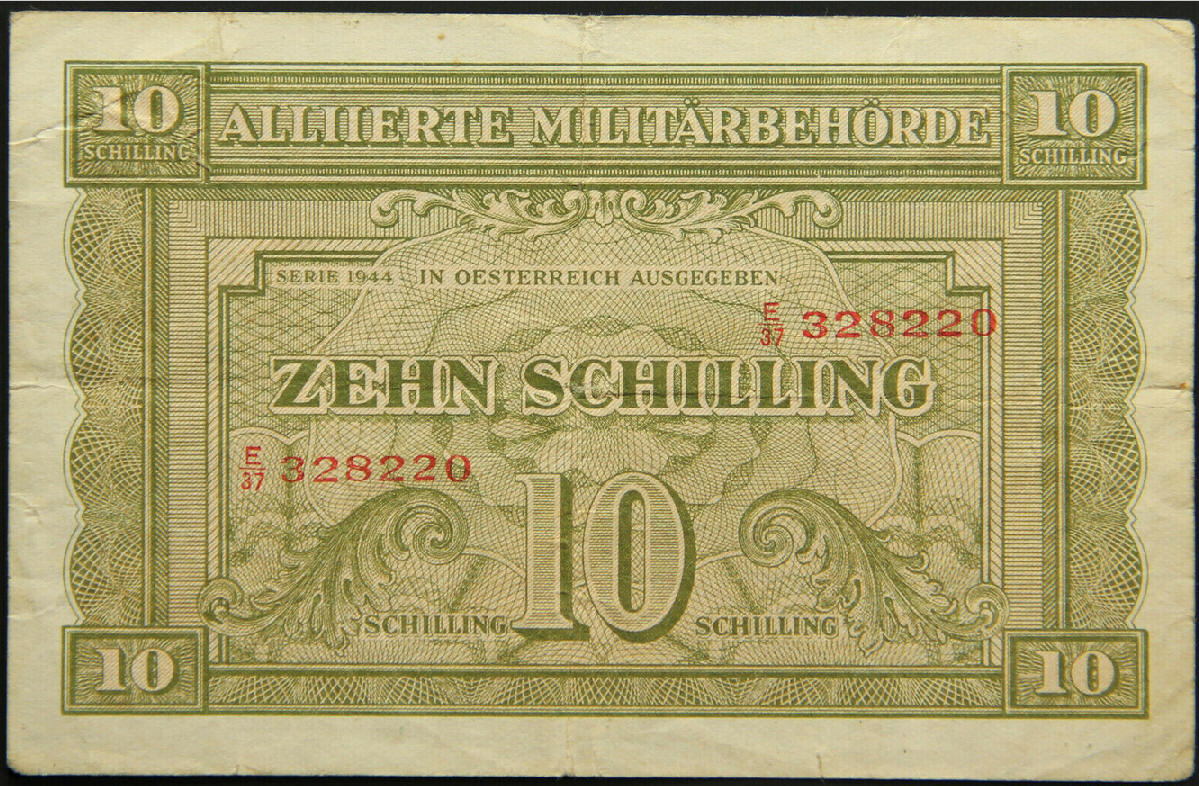 10 ALLIIERTE MILITÄRBEHÖRDE 10
SCHILLING SCHILLING
SERIE 1944 IN OESTERREICH AUSGEGEBEN
E/37 328220
ZEHN SCHILLING
E/37 328220
SCHILLING 10 SCHILLING
10 10